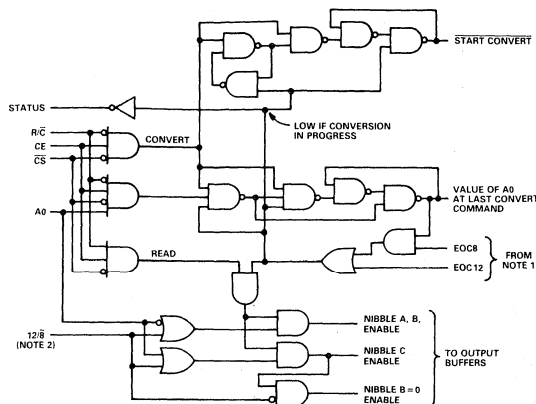 START CONVERT
STATUS
LOW IF CONVERSION
IN PROGRESS
R/C
CE
CS
CONVERT
VALUE OF A0
AT LAST CONVERT
COMMAND
A0
READ
EOC8
EOC12
FROM
NOTE 1
12/8
(NOTE 2)
NIBBLE A, B,
ENABLE
NIBBLE C
ENABLE
NIBBLE B = 0
ENABLE
TO OUTPUT
BUFFERS